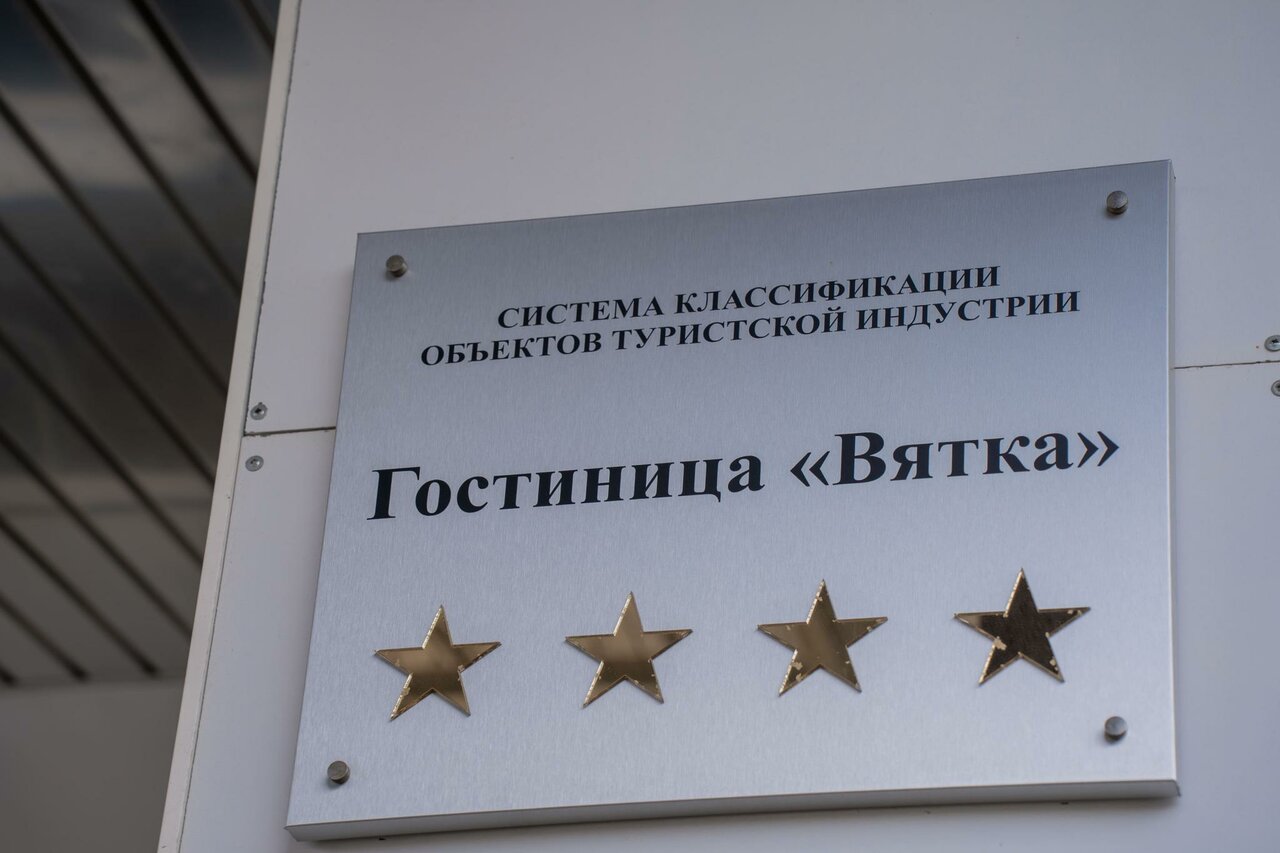 СИСТЕМА КЛАССИФИКАЦИИ
ОБЪЕКТОВ ТУРИСТСКОЙ ИНДУСТРИИ
Гостиница «Вятка»